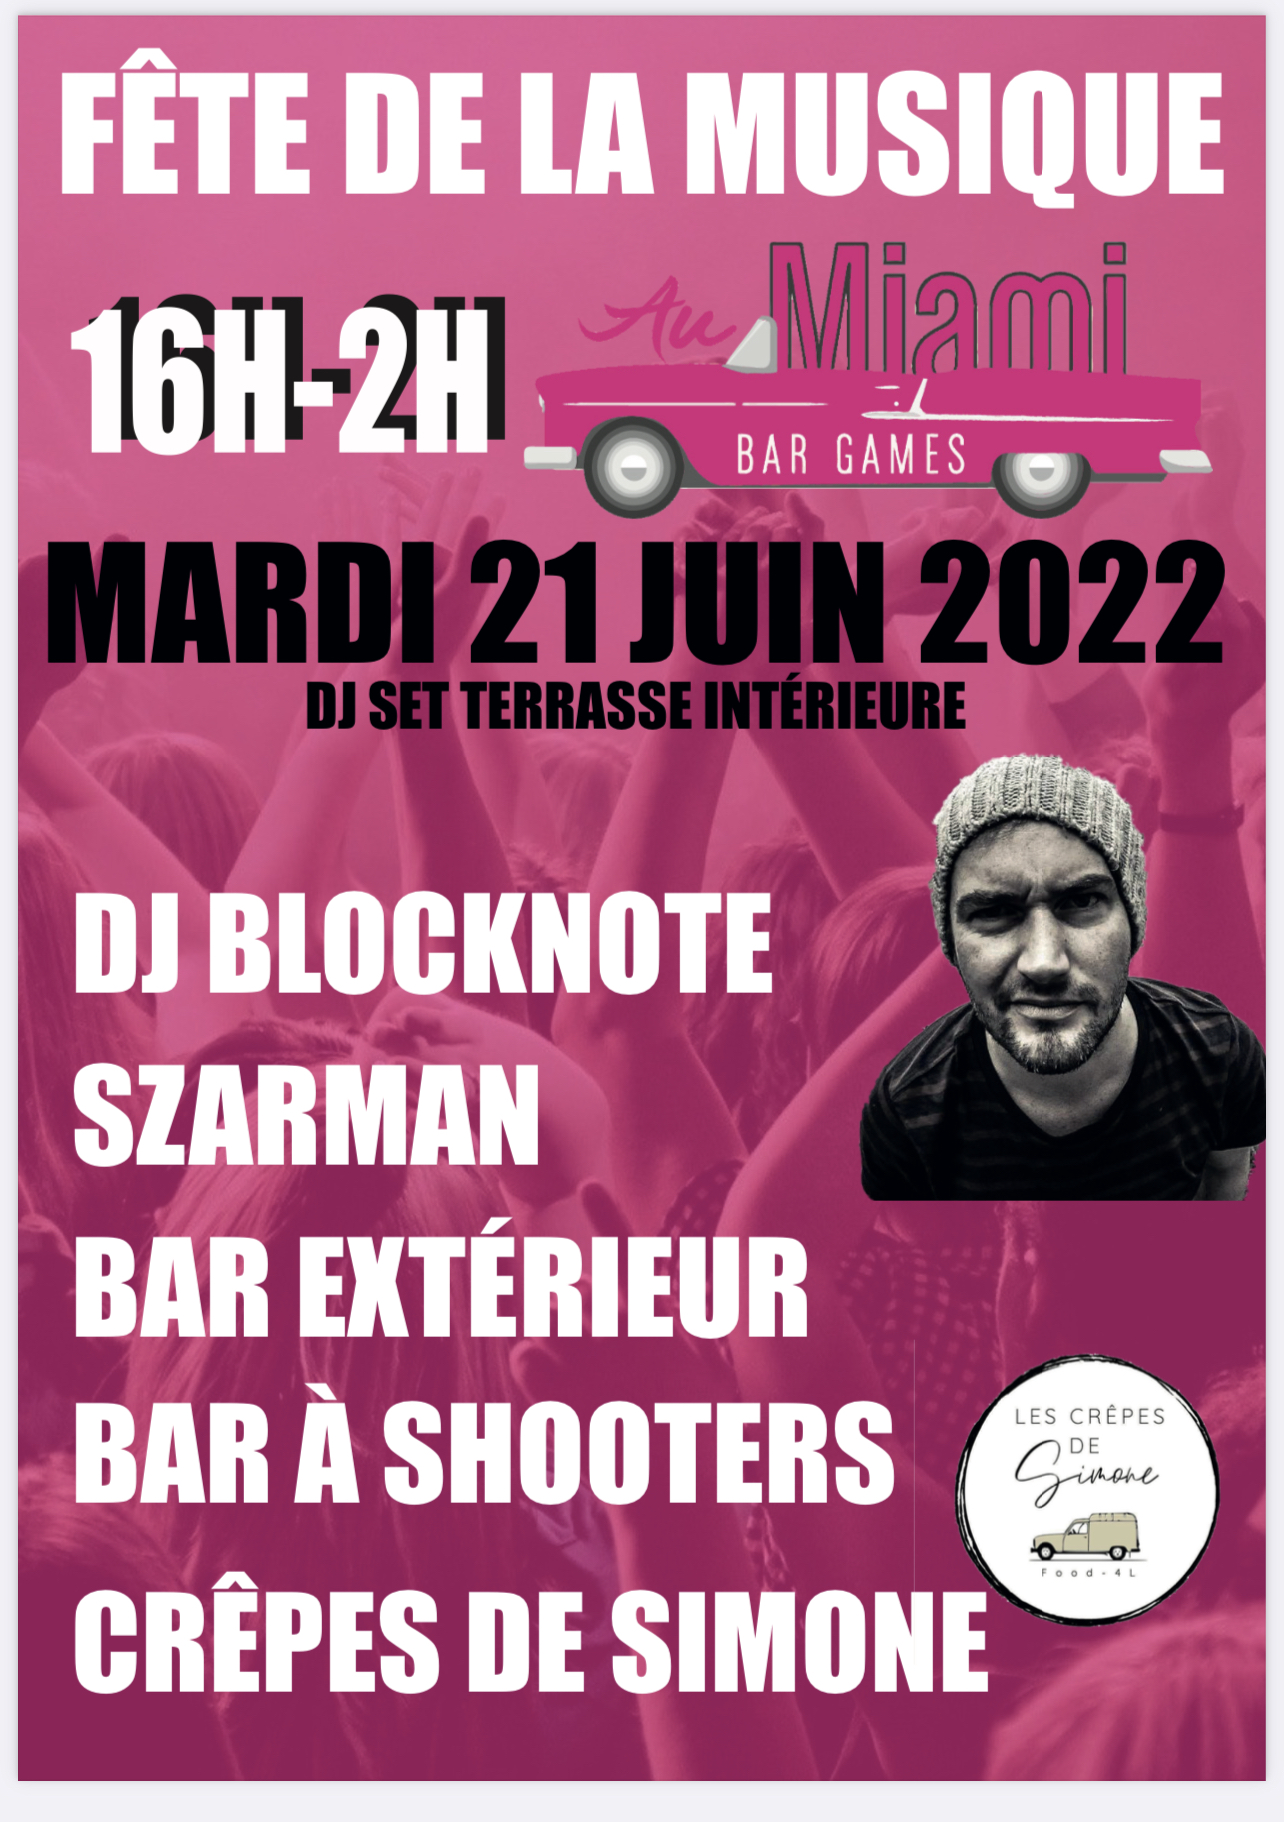 FÊTE DE LA MUSIQUE
16H-2H
Au Miami
BAR GAMES
MARDI 21 JUIN 2022
DJ SET TERRASSE INTÉRIEURE
DJ BLOCKNOTE
SZARMAN
BAR EXTÉRIEUR
BAR À SHOOTERS
LES CRÊPES
DE
Simone
Food-4L
CRÊPES DE SIMONE